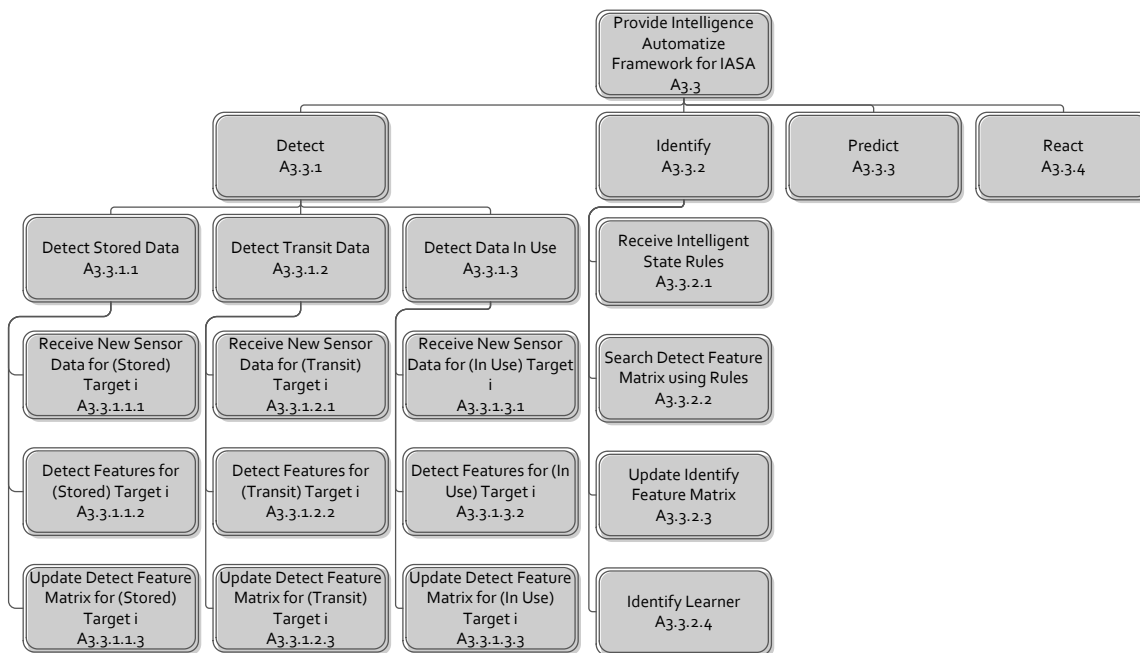 Provide Intelligence
Automatize
Framework for IASA
A3.3
Detect
A3.3.1
Identify
A3.3.2
Predict
A3.3.3
React
A3.3.4
Detect Stored Data
A3.3.1.1
Detect Transit Data
A3.3.1.2
Detect Data In Use
A3.3.1.3
Receive Intelligent
State Rules
A3.3.2.1
Receive New Sensor
Data for (Stored)
Target i
A3.3.1.1.1
Receive New Sensor
Data for (Transit)
Target i
A3.3.1.2.1
Receive New Sensor
Data for (In Use) Target
i
A3.3.1.3.1
Search Detect Feature
Matrix using Rules
A3.3.2.2
Detect Features for
(Stored) Target i
A3.3.1.1.2
Detect Features for
(Transit) Target i
A3.3.1.2.2
Detect Features for (In
Use) Target i
A3.3.1.3.2
Update Identify
Feature Matrix
A3.3.2.3
Update Detect Feature
Matrix for (Stored)
Target i
A3.3.1.1.3
Update Detect Feature
Matrix for (Transit)
Target i
A3.3.1.2.3
Update Detect Feature
Matrix for (In Use)
Target i
A3.3.1.3.3
Identify Learner
A3.3.2.4